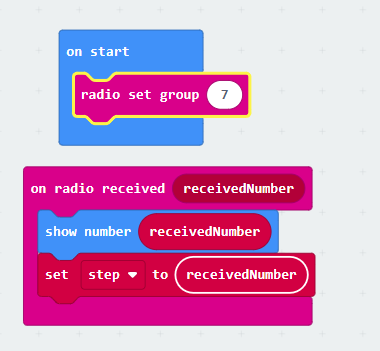 on start
radio set group 7
on radio received receivedNumber
show number receivedNumber
set step to receivedNumber